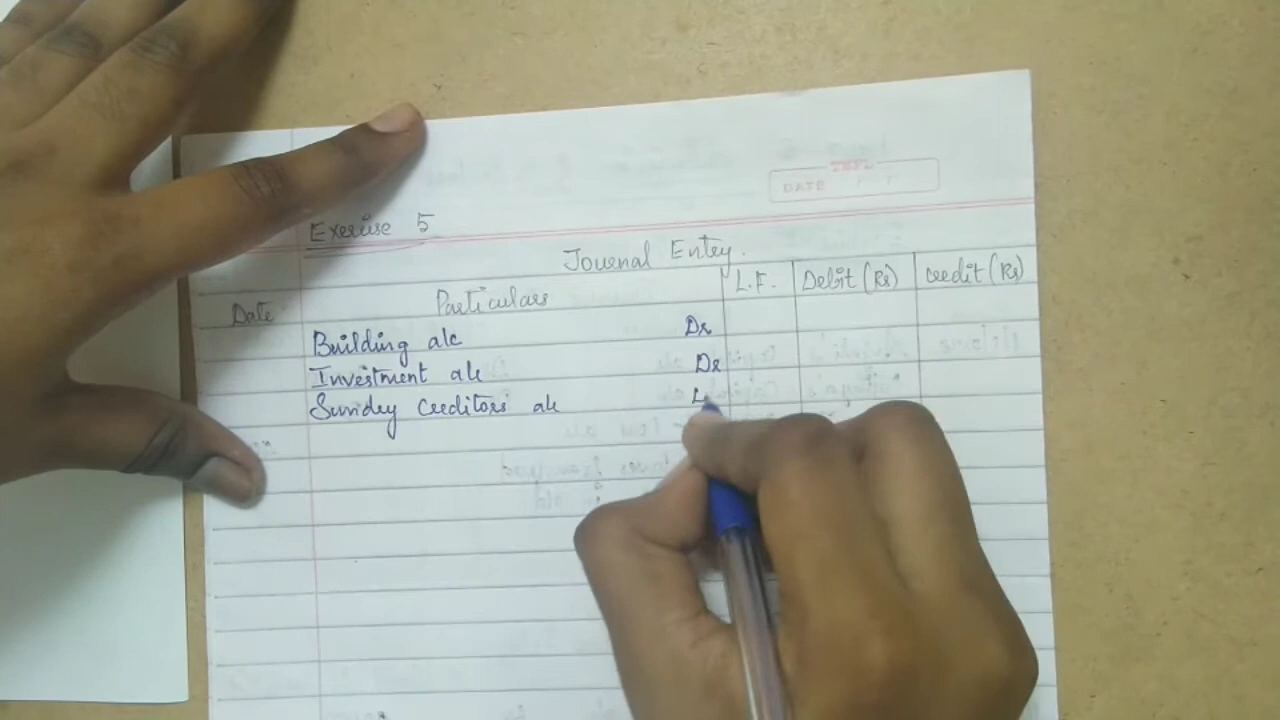 DATE
Exercise 5
Journal Entry.
Date Particulars L.F. Debit (Rs) credit (Rs)
Building a/c Dr
Investment a/c Dr
Sundry Creditors a/c